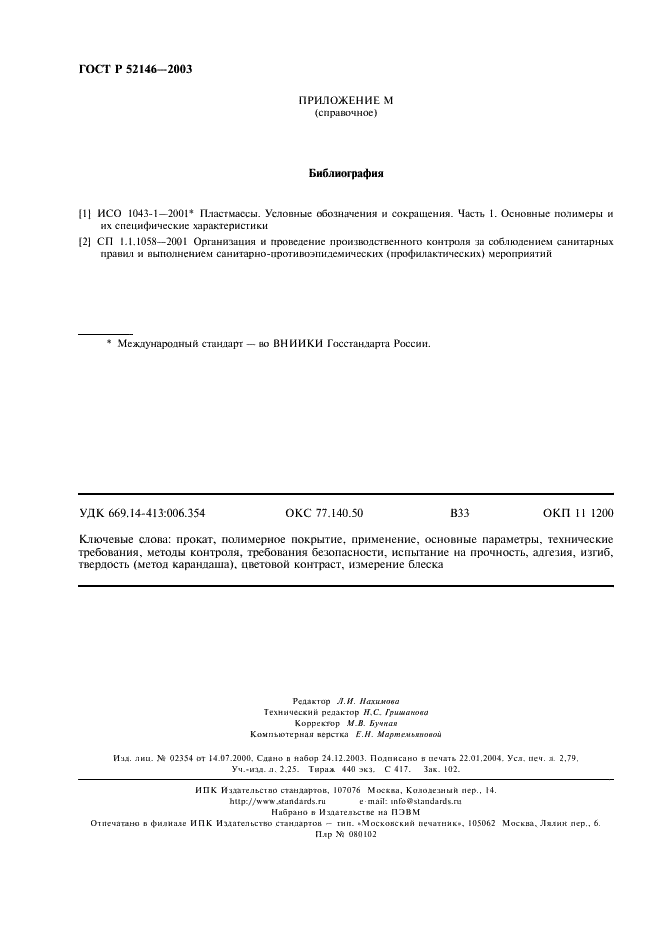 ГОСТ Р 52146—2003
ПРИЛОЖЕНИЕ М
(справочное)
Библиография
[1] ИСО 1043-1—2001* Пластмассы. Условные обозначения и сокращения. Часть 1. Основные полимеры и
их специфические характеристики
[2] СП 1.1.1058—2001 Организация и проведение производственного контроля за соблюдением санитарных
правил и выполнением санитарно-противоэпидемических (профилактических) мероприятий
* Международный стандарт — во ВНИИКИ Госстандарта России.
УДК 669.14-413:006.354 ОКС 77.140.50 В33 ОКП 11 1200
Ключевые слова: прокат, полимерное покрытие, применение, основные параметры, технические
требования, методы контроля, требования безопасности, испытание на прочность, адгезия, изгиб,
твердость (метод карандаша), цветовой контраст, измерение блеска
Редактор Л.И. Нахимова
Технический редактор Н.С. Гришанова
Корректор М.В. Бучная
Компьютерная верстка Е.Н. Мартемьяновой
Изд. лиц. № 02354 от 14.07.2000. Сдано в набор 24.12.2003. Подписано в печать 22.01.2004. Усл. печ. л. 2,79.
Уч.-изд. л. 2,25. Тираж 440 экз. С 417. Зак. 102.
ИПК Издательство стандартов, 107076 Москва, Колодезный пер., 14.
http://www.standards.ru e-mail: info@standards.ru
Набрано в Издательстве на ПЭВМ
Отпечатано в филиале ИПК Издательство стандартов — тип. «Московский печатник», 105062 Москва, Лялин пер., 6.
Плр № 080102